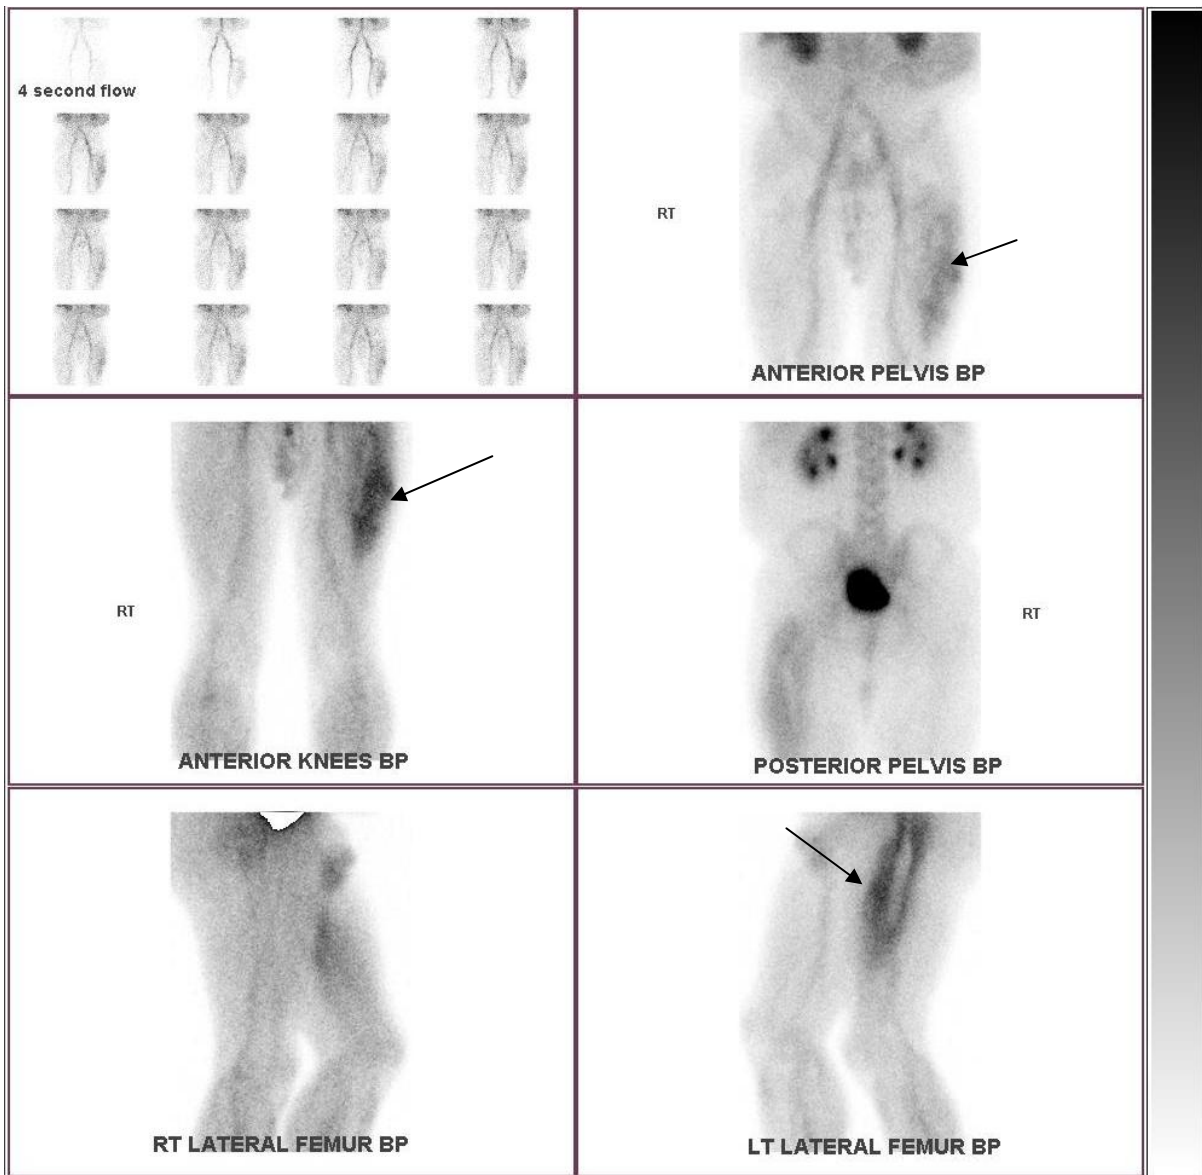 4 second flow
RT
ANTERIOR PELVIS BP
RT
ANTERIOR KNEES BP
RT
POSTERIOR PELVIS BP
RT LATERAL FEMUR BP
LT LATERAL FEMUR BP